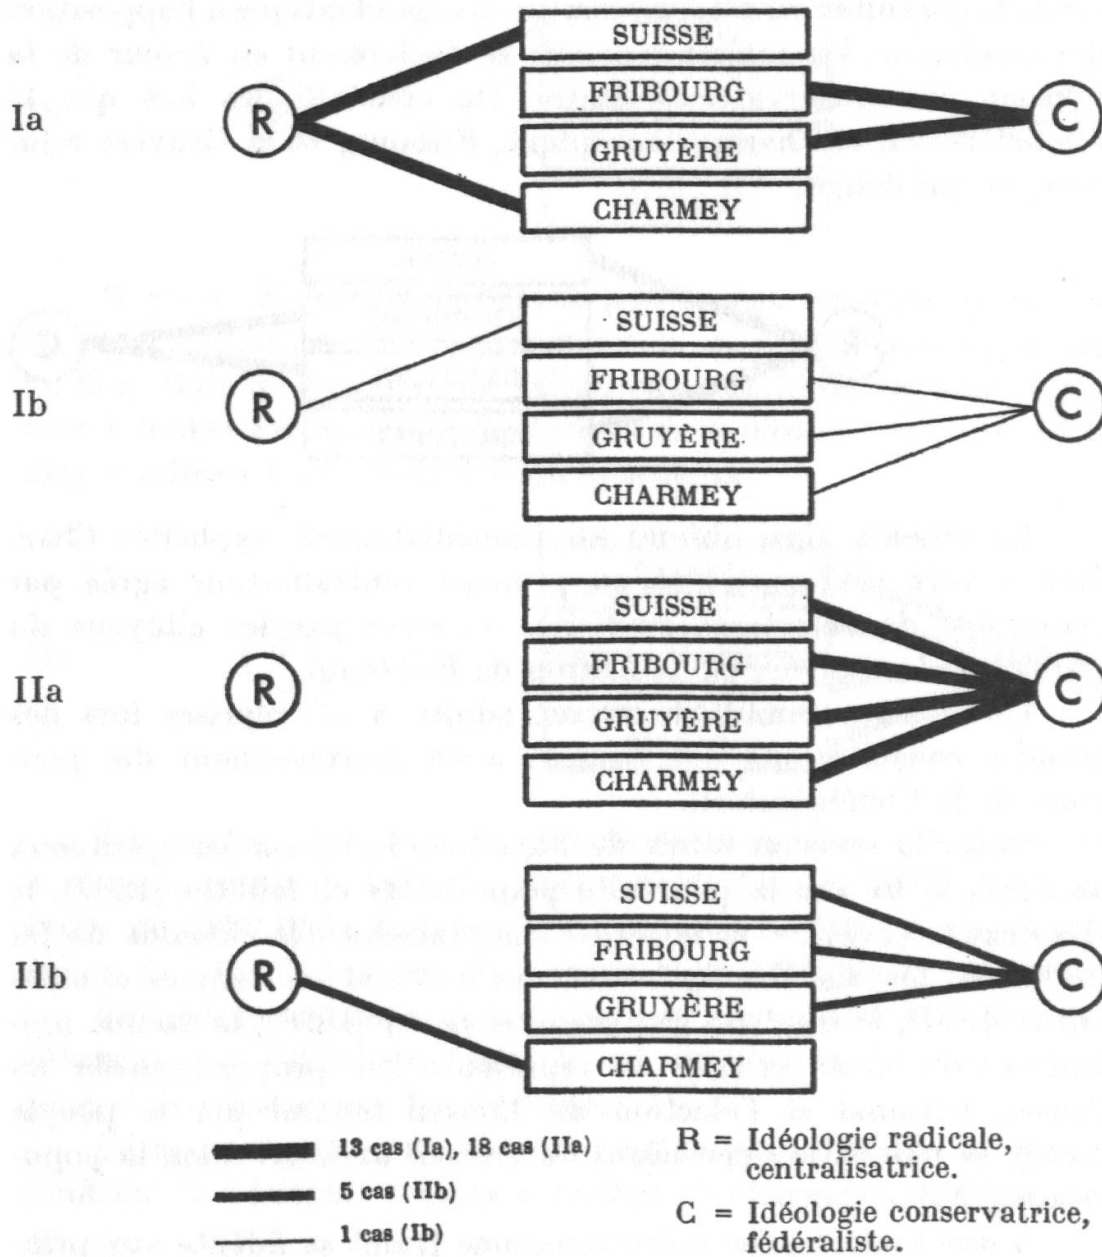 Ia
R
SUISSE
FRIBOURG
GRUYÈRE
CHARMEY
C
Ib
R
SUISSE
FRIBOURG
GRUYÈRE
CHARMEY
C
IIa
R
SUISSE
FRIBOURG
GRUYÈRE
CHARMEY
C
IIb
R
SUISSE
FRIBOURG
GRUYÈRE
CHARMEY
C
13 cas (Ia), 18 cas (IIa)
5 cas (IIb)
1 cas (Ib)
R = Idéologie radicale,
centralisatrice.
C = Idéologie conservatrice,
fédéraliste.